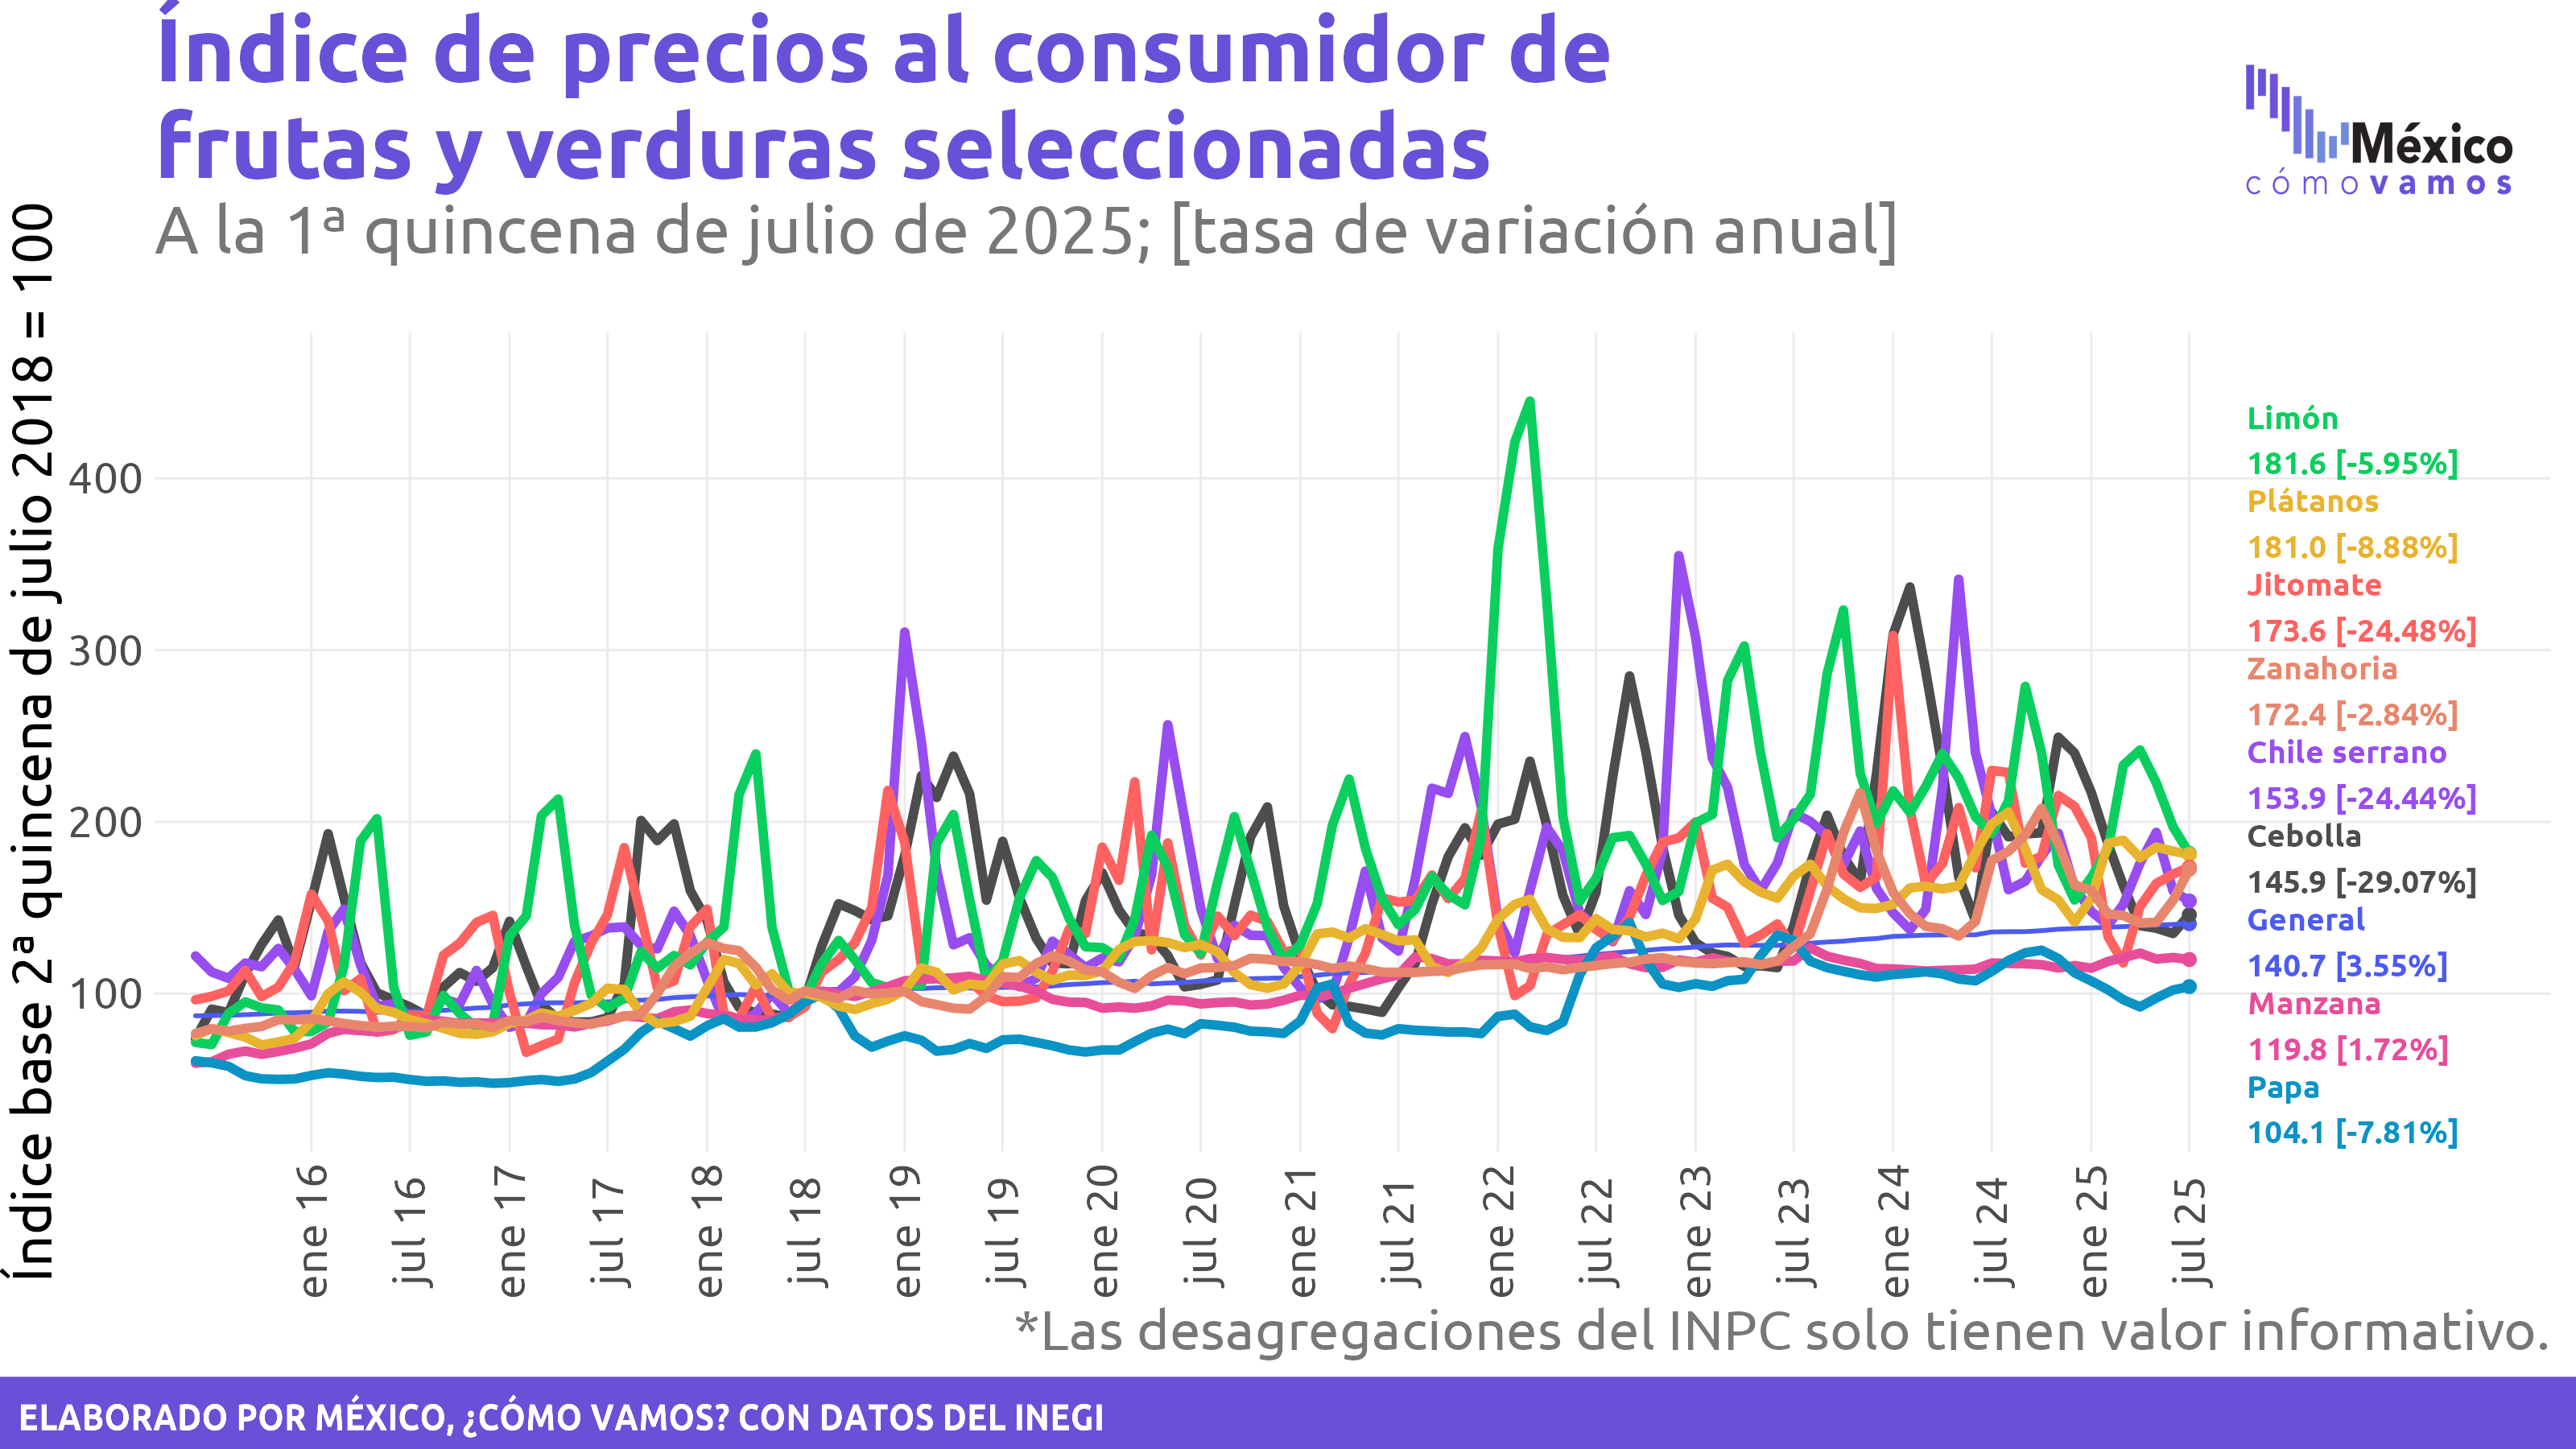 Índice de precios al consumidor de
frutas y verduras seleccionadas
A la 1ª quincena de julio de 2025; [tasa de variación anual]
México
cómo vamos
Índice base 2ª quincena de julio 2018 = 100
400
300
200
100
Limón
181.6 [-5.95%]
Plátanos
181.0 [-8.88%]
Jitomate
173.6 [-24.48%]
Zanahoria
172.4 [-2.84%]
Chile serrano
153.9 [-24.44%]
Cebolla
145.9 [-29.07%]
General
140.7 [3.55%]
Manzana
119.8 [1.72%]
Papa
104.1 [-7.81%]
ene 16
jul 16
ene 17
jul 17
ene 18
jul 18
ene 19
jul 19
ene 20
jul 20
ene 21
jul 21
ene 22
jul 22
ene 23
jul 23
ene 24
jul 24
ene 25
jul 25
*Las desagregaciones del INPC solo tienen valor informativo.
ELABORADO POR MÉXICO, ¿CÓMO VAMOS? CON DATOS DEL INEGI